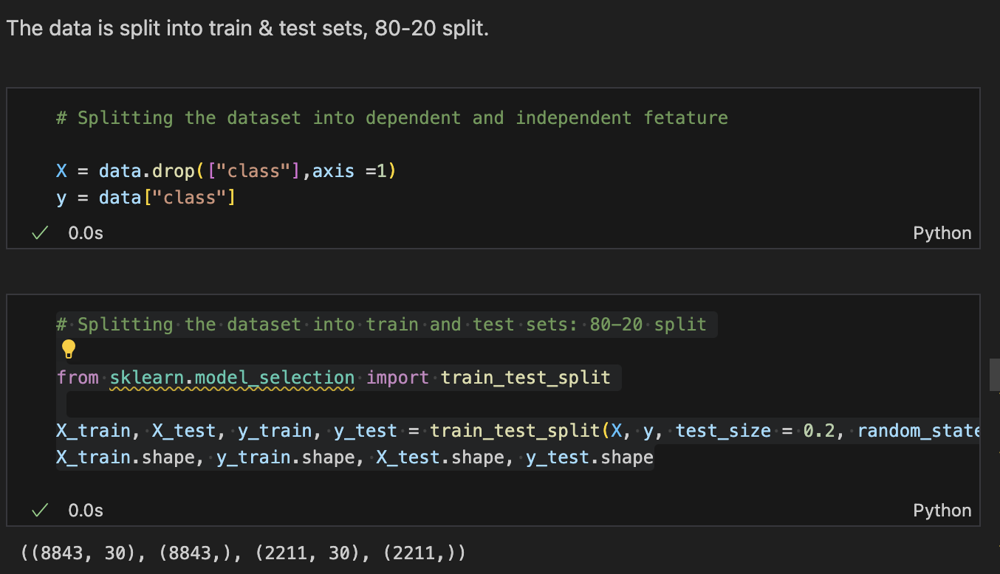 The data is split into train & test sets, 80-20 split.
# Splitting the dataset into dependent and independent fetature
X = data.drop(["class"],axis =1)
y = data["class"]
0.0s
Python
# Splitting the dataset into train and test sets: 80-20 split
from sklearn.model_selection import train_test_split
X_train, X_test, y_train, y_test = train_test_split(X, y, test_size = 0.2, random_state
X_train.shape, y_train.shape, X_test.shape, y_test.shape
0.0s
Python
((8843, 30), (8843,), (2211, 30), (2211,))